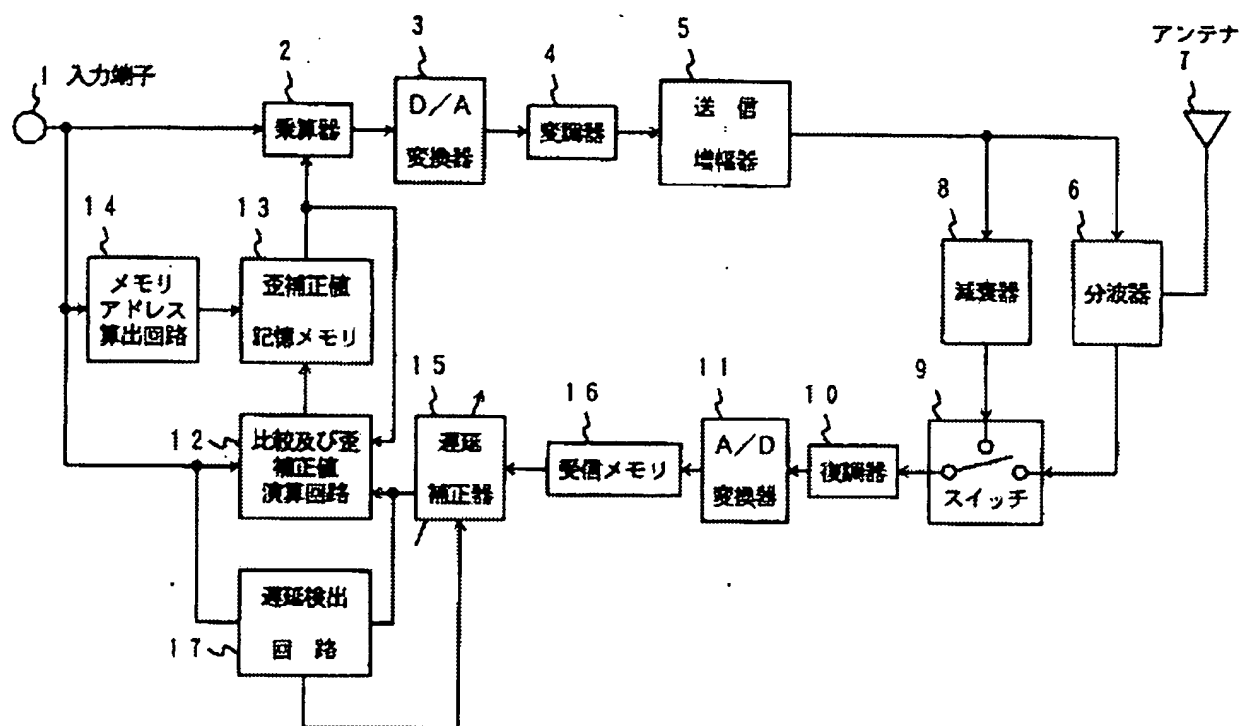 1 入力端子
2
乗算器
3
D/A
変換器
4
変調器
5
送信
増幅器
アンテナ
7
14
メモリ
アドレス
算出回路
13
歪補正値
記憶メモリ
8
減衰器
6
分波器
12
比較及び歪
補正値
演算回路
15
遅延
補正器
16
受信メモリ
11
A/D
変換器
10
復調器
9
スイッチ
17
遅延検出
回路